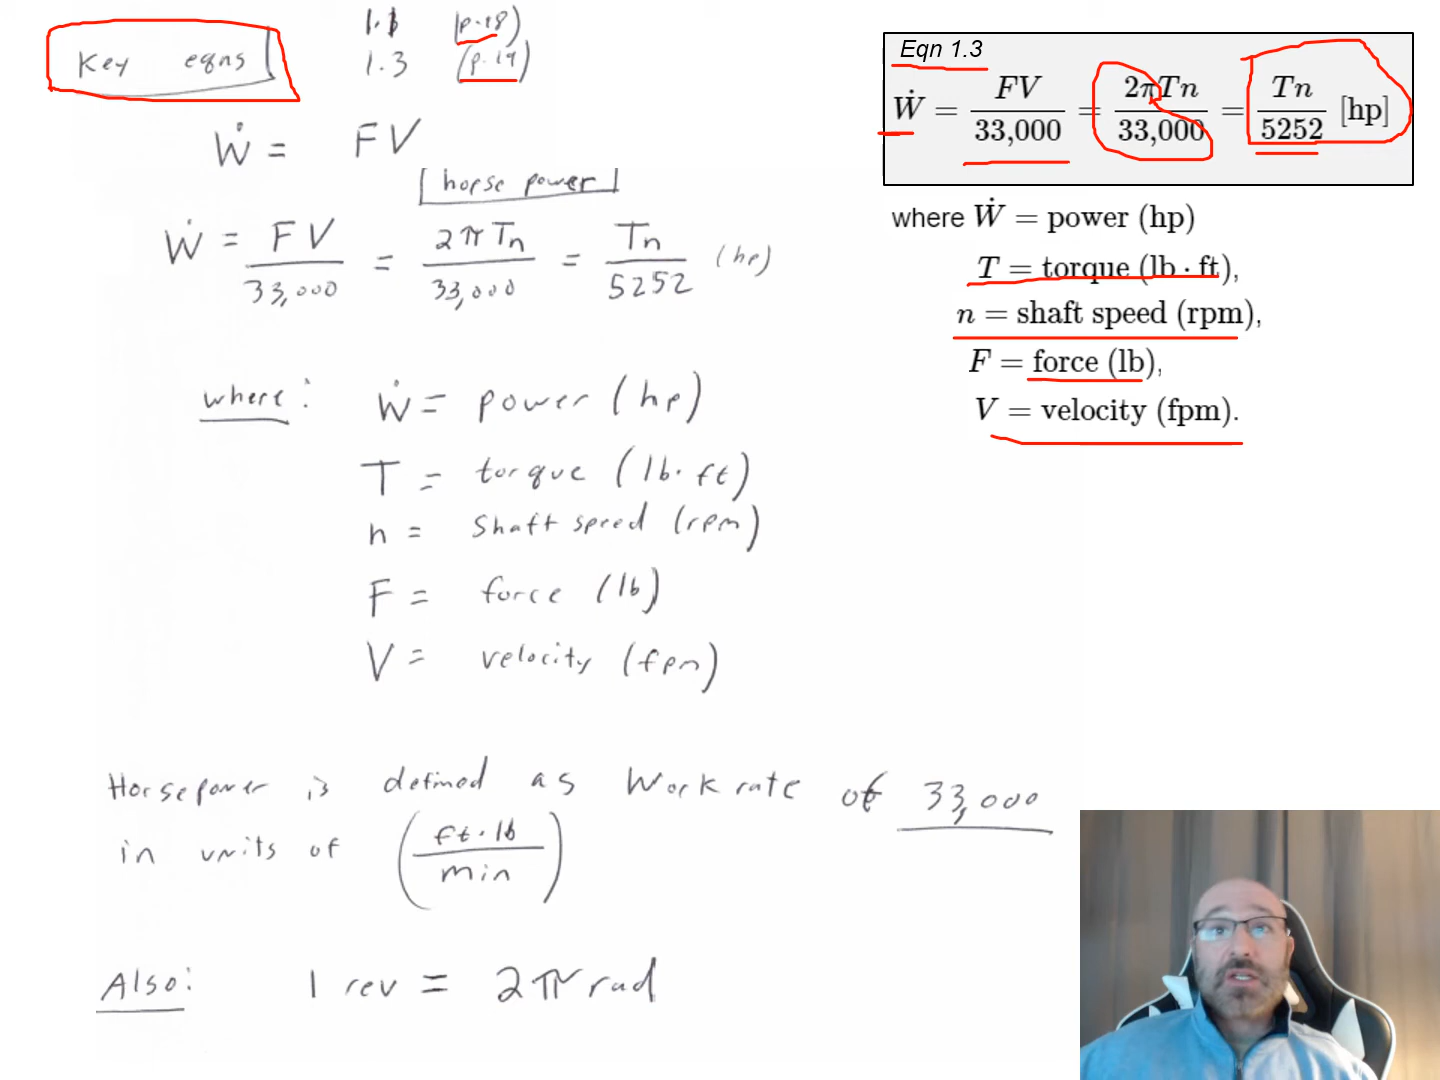 Key eqns
1.1 (p.18)
1.3 (p.19)
Ẇ = FV
[horse power]
Ẇ = FV/33,000 = 2πTn/33,000 = Tn/5252 (hp)
where: Ẇ = power (hp)
T = torque (lb·ft)
n = shaft speed (rpm)
F = force (lb)
V = velocity (fpm)
Horsepower is defined as work rate of 33,000
in units of (ft·lb/min)
Also: 1 rev = 2π rad
Eqn 1.3
Ẇ = FV/33,000 = 2πTn/33,000 = Tn/5252 [hp]
where Ẇ = power (hp)
T = torque (lb · ft),
n = shaft speed (rpm),
F = force (lb),
V = velocity (fpm).